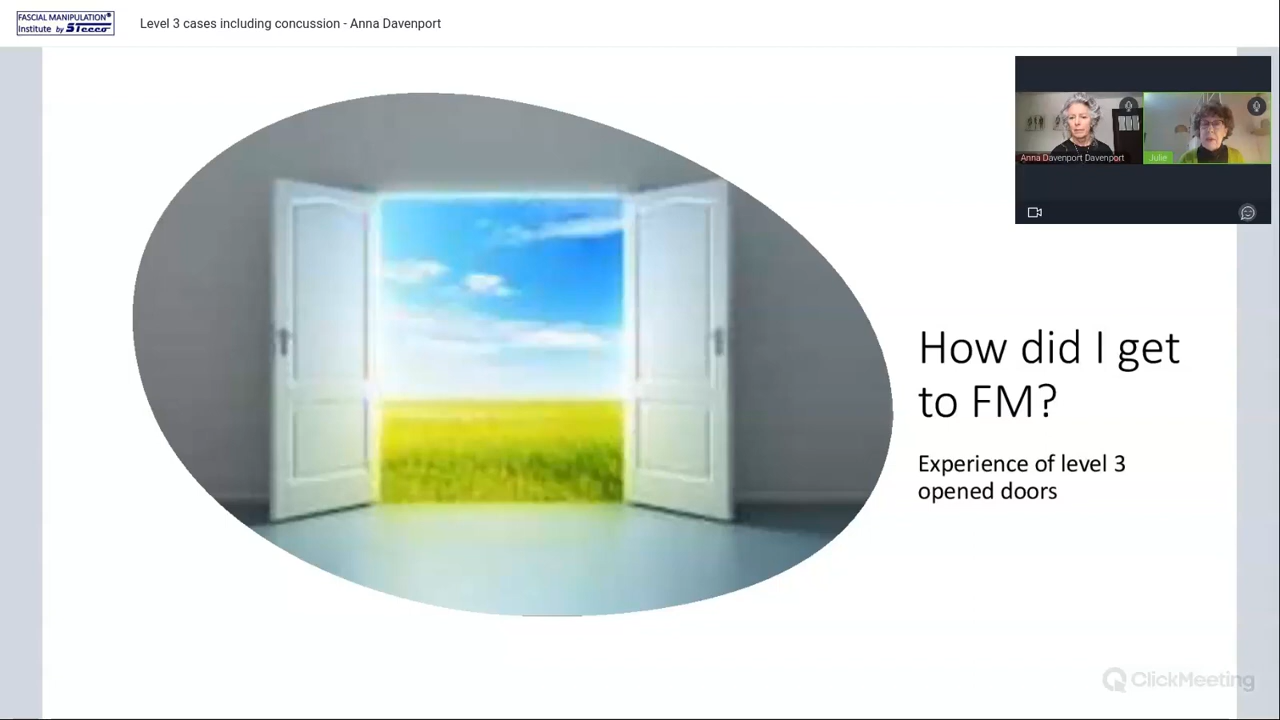 FASCIAL MANIPULATION®
Institute by Stecco
Level 3 cases including concussion - Anna Davenport
Anna Davenport Davenport
Julie
How did I get
to FM?
Experience of level 3
opened doors
ClickMeeting